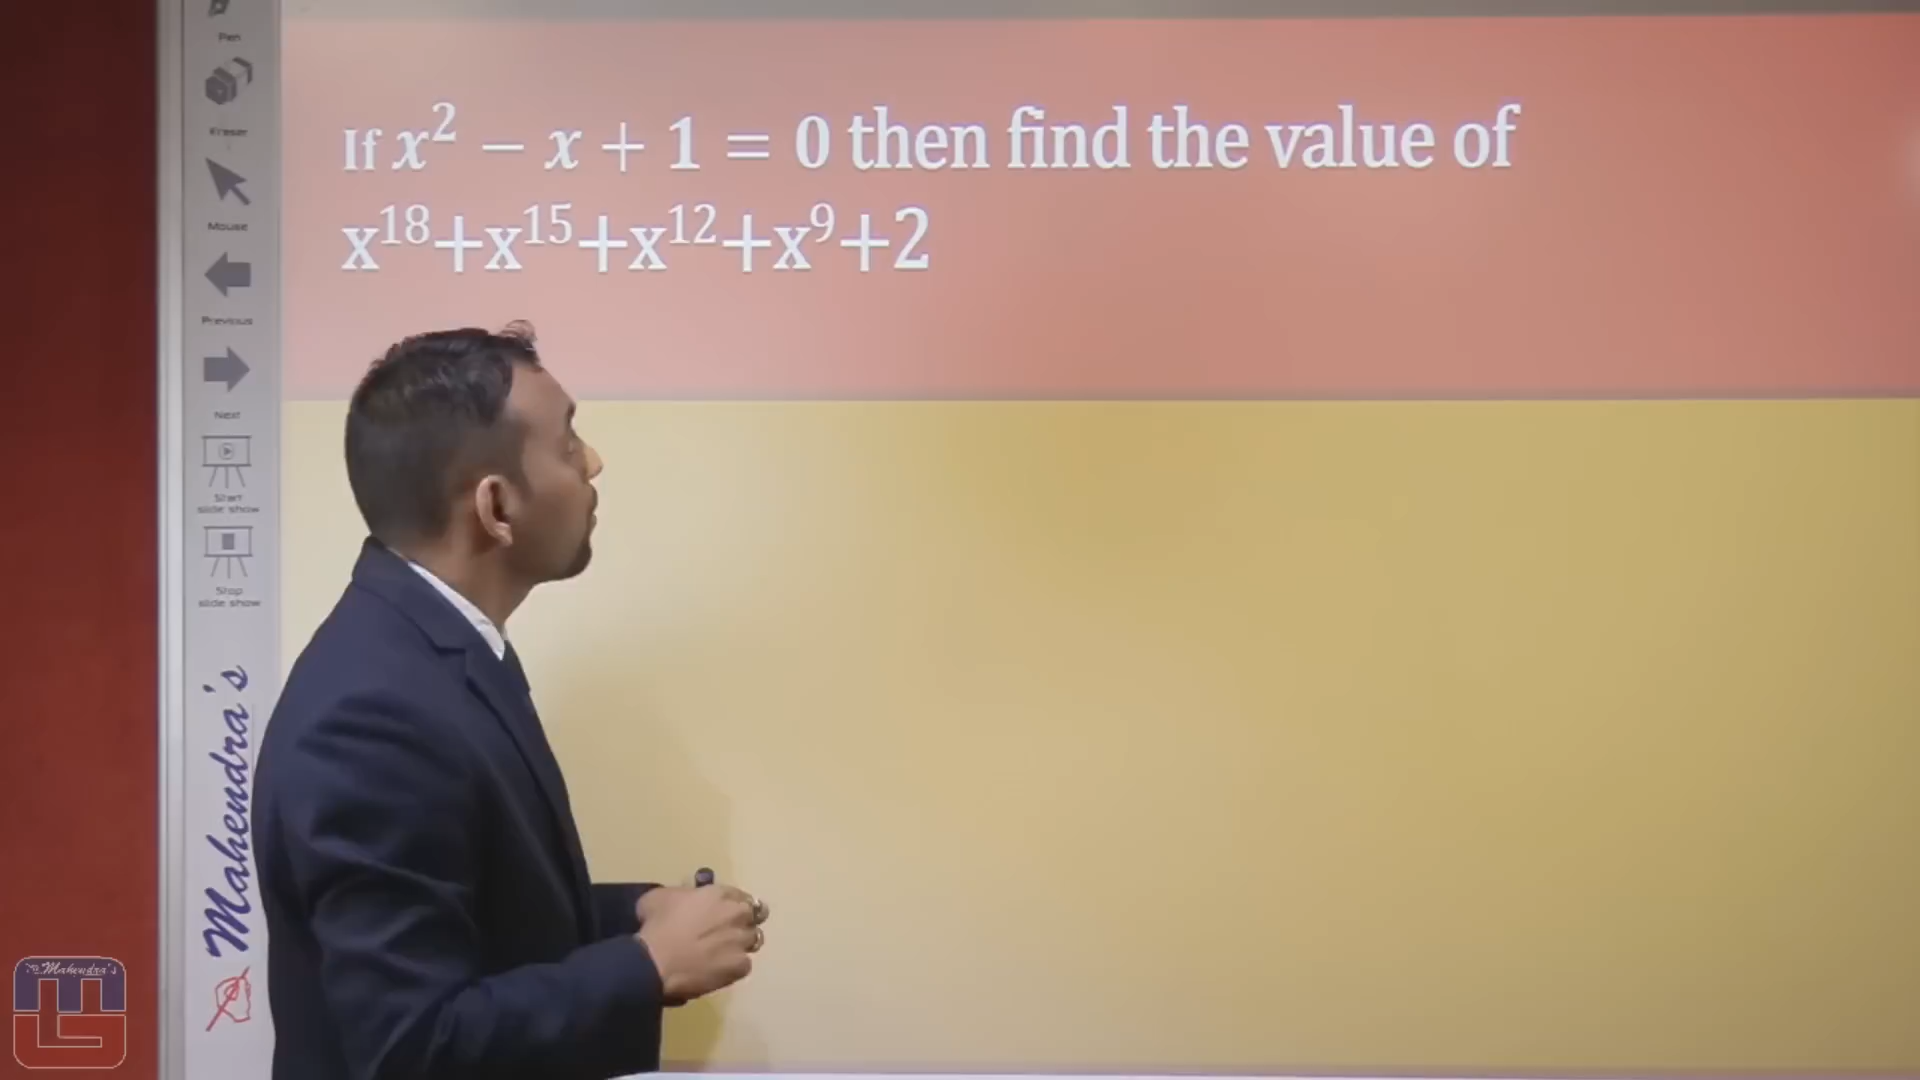 Pen
Eraser
Mouse
Previous
Next
Start
slide show
Stop
slide show
Mahendra's
If x² − x + 1 = 0 then find the value of
x¹⁸+x¹⁵+x¹²+x⁹+2
Mahendra's